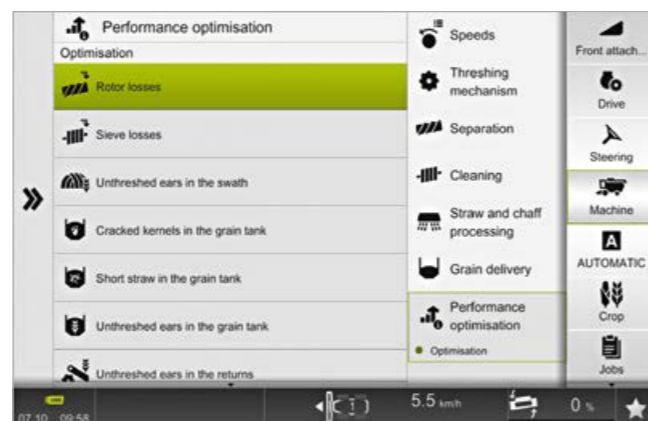 Performance optimisation
Optimisation
Rotor losses
Sieve losses
Unthreshed ears in the swath
Cracked kernels in the grain tank
Short straw in the grain tank
Unthreshed ears in the grain tank
Unthreshed ears in the returns
Speeds
Threshing
mechanism
Separation
Cleaning
Straw and chaff
processing
Grain delivery
Performance
optimisation
Optimisation
Front attach...
Drive
Steering
Machine
A
AUTOMATIC
Crop
Jobs
07.10 09:58
5.5 km/h
0 %